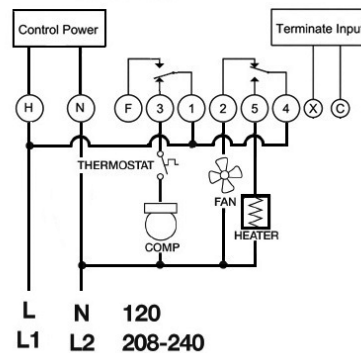 Control Power
Terminate Input
H N F 3 1 2 5 4 X C
THERMOSTAT
FAN
COMP
HEATER
L N 120
L1 L2 208-240